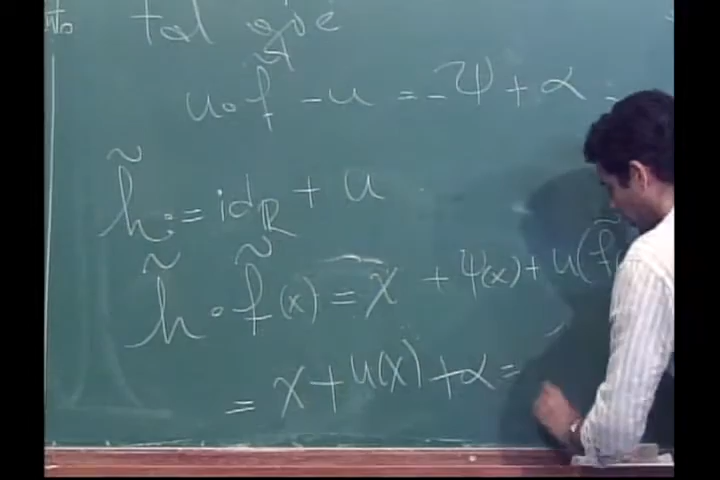 tal que
u∘f̃ - u = -Ψ + α =
h̃ := id_ℝ + u
h̃∘f̃(x) = x + Ψ(x) + u(f̃(
= x + u(x) + α =